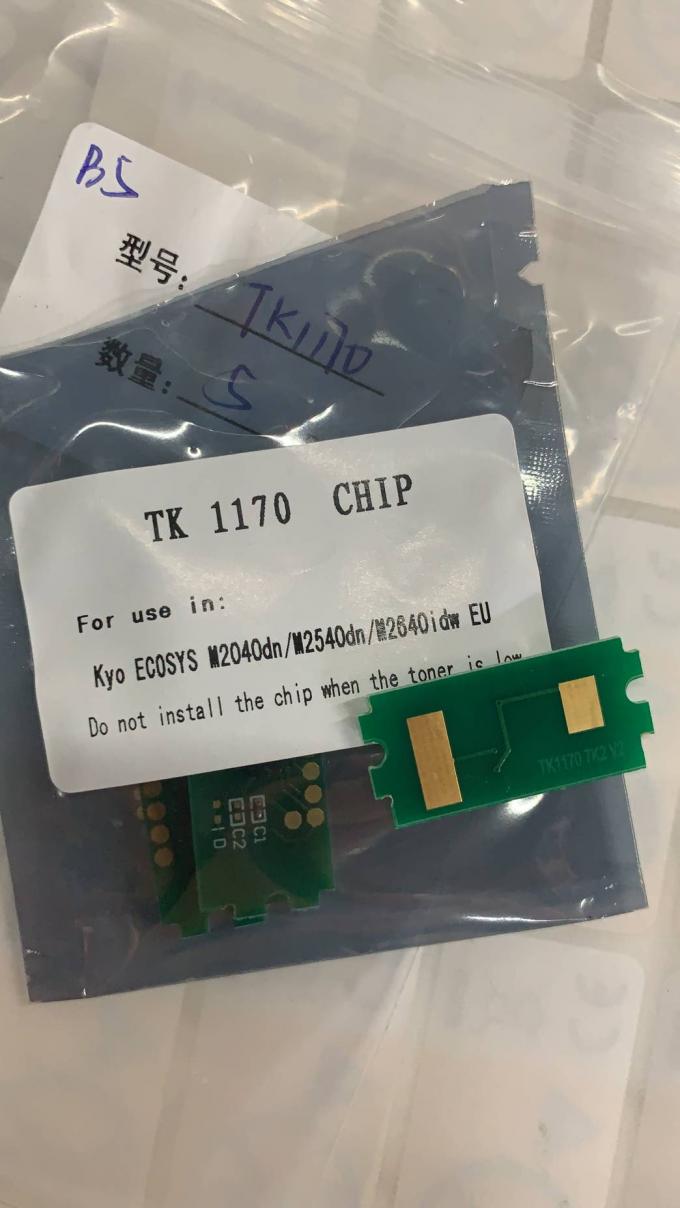 B5
型号: TK1170
数量: 5
TK 1170 CHIP
For use in:
Kyo ECOSYS M2040dn/M2540dn/M2640idw EU
Do not install the chip when the toner is low
TK1170 TK2 V2
C1
C2